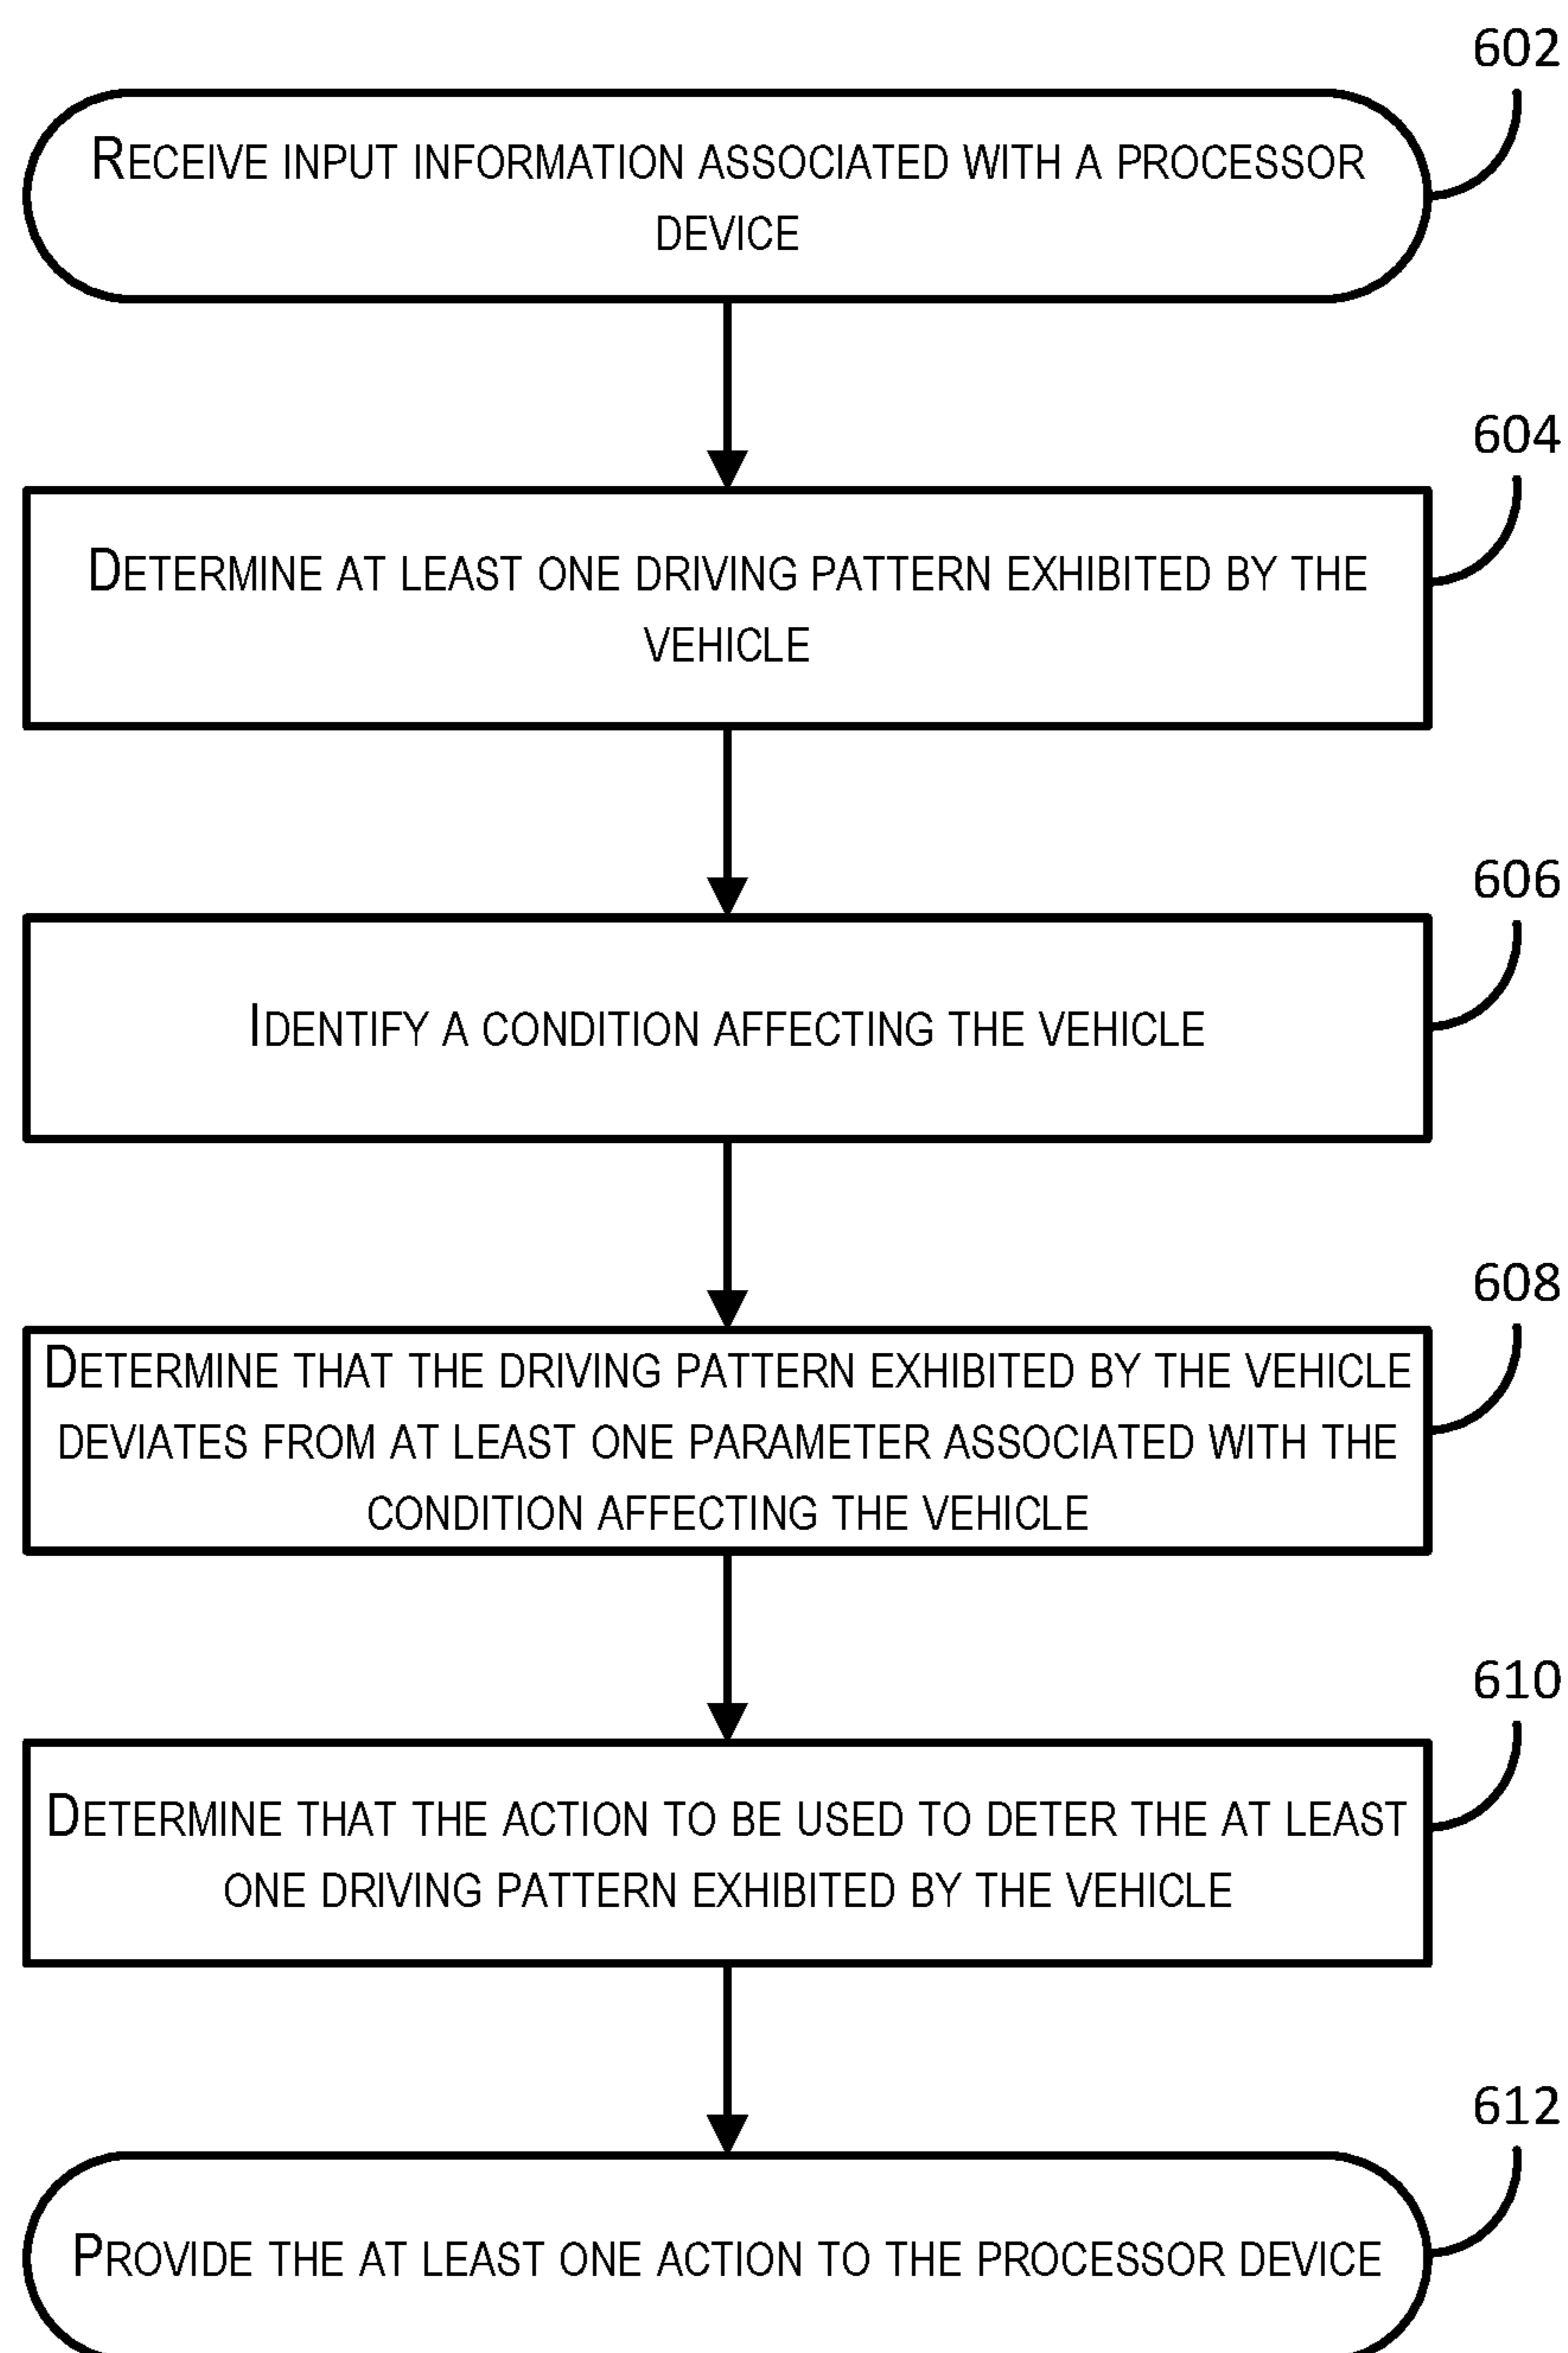 602
RECEIVE INPUT INFORMATION ASSOCIATED WITH A PROCESSOR
DEVICE
604
DETERMINE AT LEAST ONE DRIVING PATTERN EXHIBITED BY THE
VEHICLE
606
IDENTIFY A CONDITION AFFECTING THE VEHICLE
608
DETERMINE THAT THE DRIVING PATTERN EXHIBITED BY THE VEHICLE
DEVIATES FROM AT LEAST ONE PARAMETER ASSOCIATED WITH THE
CONDITION AFFECTING THE VEHICLE
610
DETERMINE THAT THE ACTION TO BE USED TO DETER THE AT LEAST
ONE DRIVING PATTERN EXHIBITED BY THE VEHICLE
612
PROVIDE THE AT LEAST ONE ACTION TO THE PROCESSOR DEVICE